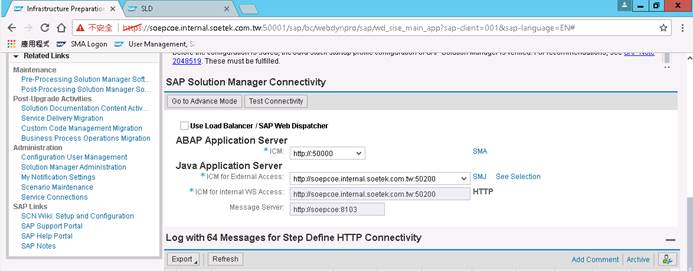 Infrastructure Preparation
SLD
不安全
https://soepcoe.internal.soetek.com.tw:50001/sap/bc/webdynpro/sap/wd_sise_main_app?sap-client=001&sap-language=EN#
應用程式
SMA Logon
User Management, S...
Related Links
Maintenance
Pre-Processing Solution Manager Soft...
Post-Processing Solution Manager So...
Post-Upgrade Activities
Solution Documentation Content Activ...
Service Delivery Migration
Custom Code Management Migration
Business Process Operations Migration
Administration
Configuration User Management
Solution Manager Administration
My Notification Settings
Scenario Maintenance
Service Connections
SAP Links
SCN Wiki: Setup and Configuration
SAP Support Portal
SAP Help Portal
SAP Notes
2048519. These must be fulfilled.
SAP Solution Manager Connectivity
Go to Advance Mode
Test Connectivity
Use Load Balancer / SAP Web Dispatcher
ABAP Application Server
* ICM: http://:50000 SMA
Java Application Server
* ICM for External Access: http://soepcoe.internal.soetek.com.tw:50200 SMJ See Selection
* ICM for Internal WS Access: http://soepcoe.internal.soetek.com.tw:50200 HTTP
Message Server: http://soepcoe:8103
Log with 64 Messages for Step Define HTTP Connectivity
Export
Refresh
Add Comment
Archive